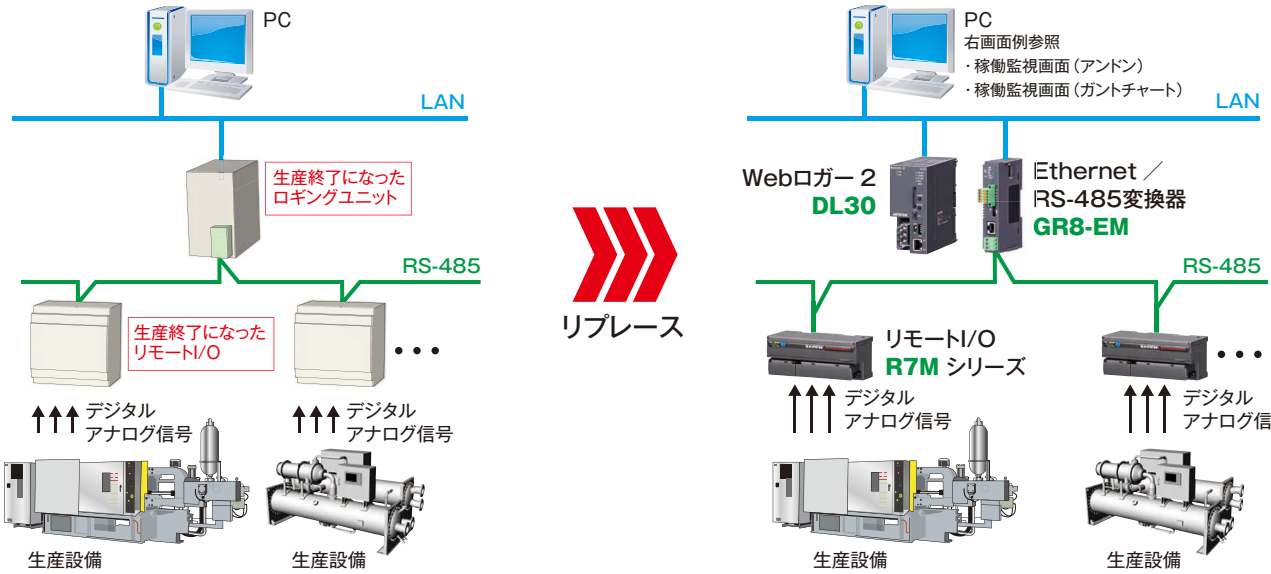 PC
LAN
生産終了になった
ロギングユニット
RS-485
生産終了になった
リモートI/O
・・・
デジタル
アナログ信号
デジタル
アナログ信号
生産設備
生産設備
リプレース
PC
右画面例参照
・稼働監視画面（アンドン）
・稼働監視画面（ガントチャート）
LAN
Webロガー 2
DL30
Ethernet ／
RS-485変換器
GR8-EM
RS-485
リモートI/O
R7M シリーズ
・・・
デジタル
アナログ信号
デジタル
アナログ信
生産設備
生産設備